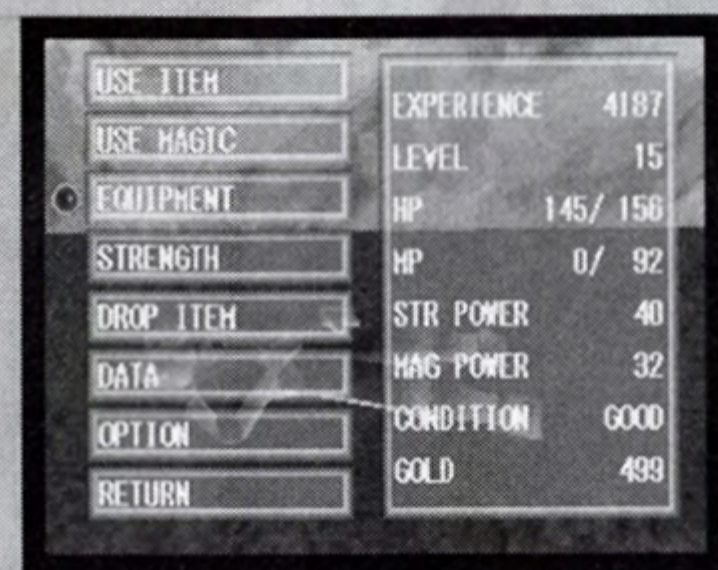 USE ITEM
USE MAGIC
EQUIPMENT
STRENGTH
DROP ITEM
DATA
OPTION
RETURN
EXPERIENCE 4187
LEVEL 15
HP 145/ 156
MP 0/ 92
STR POWER 40
MAG POWER 32
CONDITION GOOD
GOLD 499